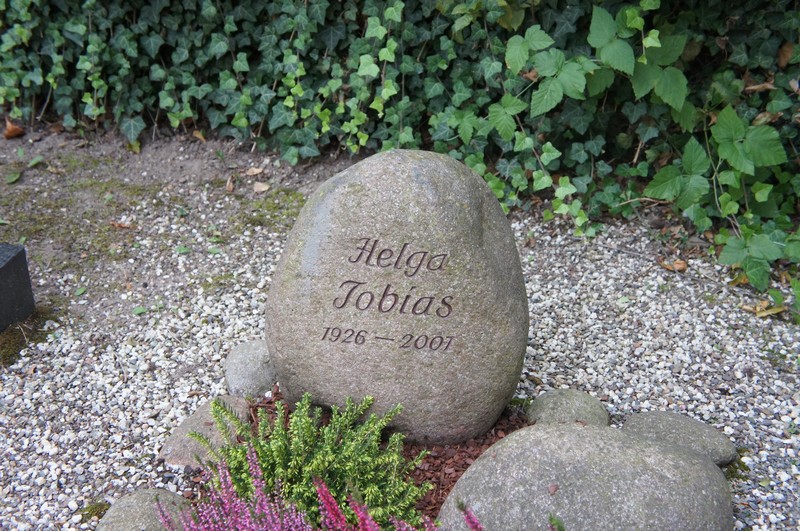 Helga
Tobias
1926 – 2001